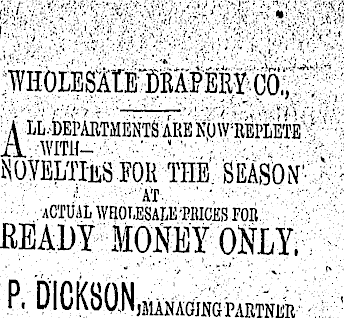 WHOLESALE DRAPERY CO.,
ALL DEPARTMENTS ARE NOW REPLETE
WITH—
NOVELTIES FOR THE SEASON
AT
ACTUAL WHOLESALE PRICES FOR
READY MONEY ONLY.
P. DICKSON, MANAGING PARTNER